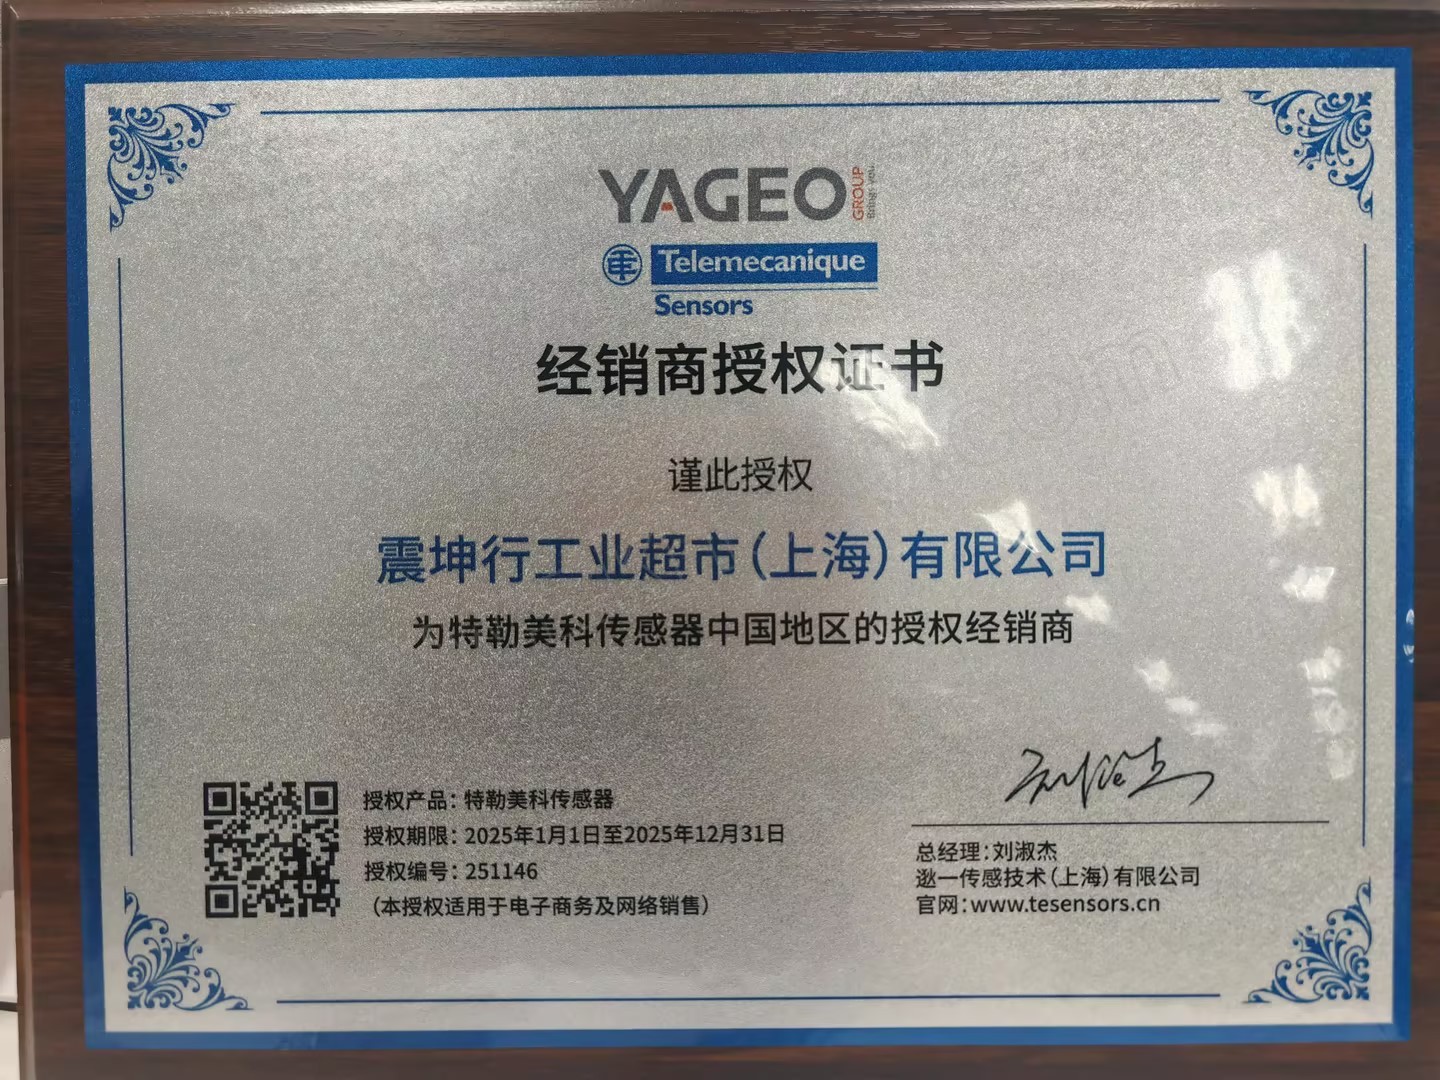 YAGEO GROUP
Telemecanique
Sensors
经销商授权证书
谨此授权
震坤行工业超市（上海）有限公司
为特勒美科传感器中国地区的授权经销商
授权产品：特勒美科传感器
授权期限：2025年1月1日至2025年12月31日
授权编号：251146
（本授权适用于电子商务及网络销售）
总经理：刘淑杰
逖一传感技术（上海）有限公司
官网：www.tesensors.cn